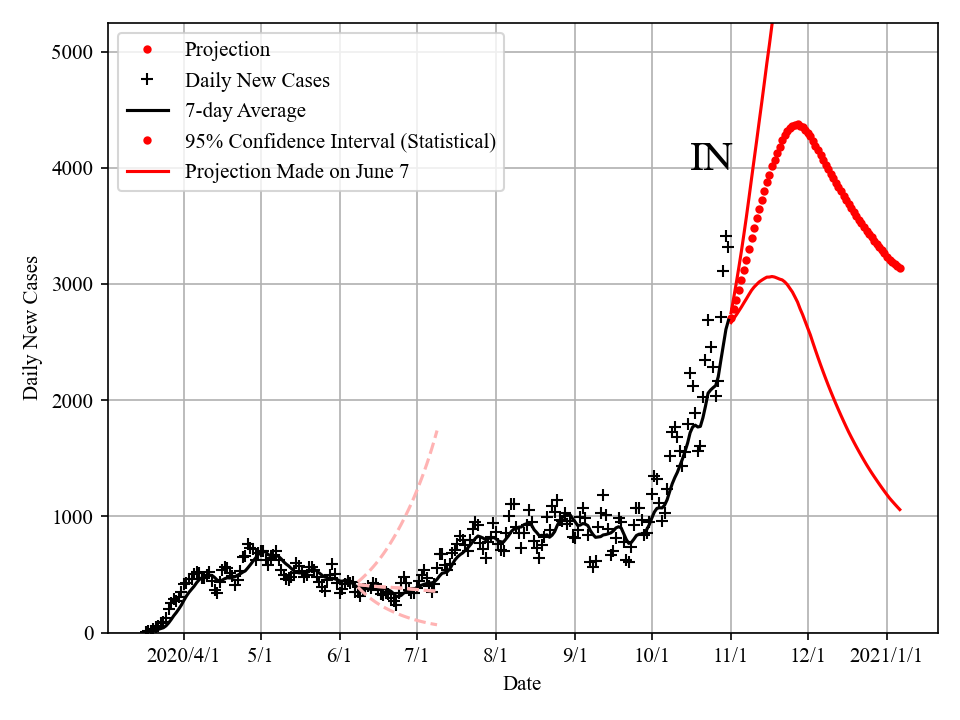 Projection
Daily New Cases
7-day Average
95% Confidence Interval (Statistical)
Projection Made on June 7
IN
5000
4000
3000
2000
1000
0
Daily New Cases
2020/4/1 5/1 6/1 7/1 8/1 9/1 10/1 11/1 12/1 2021/1/1
Date